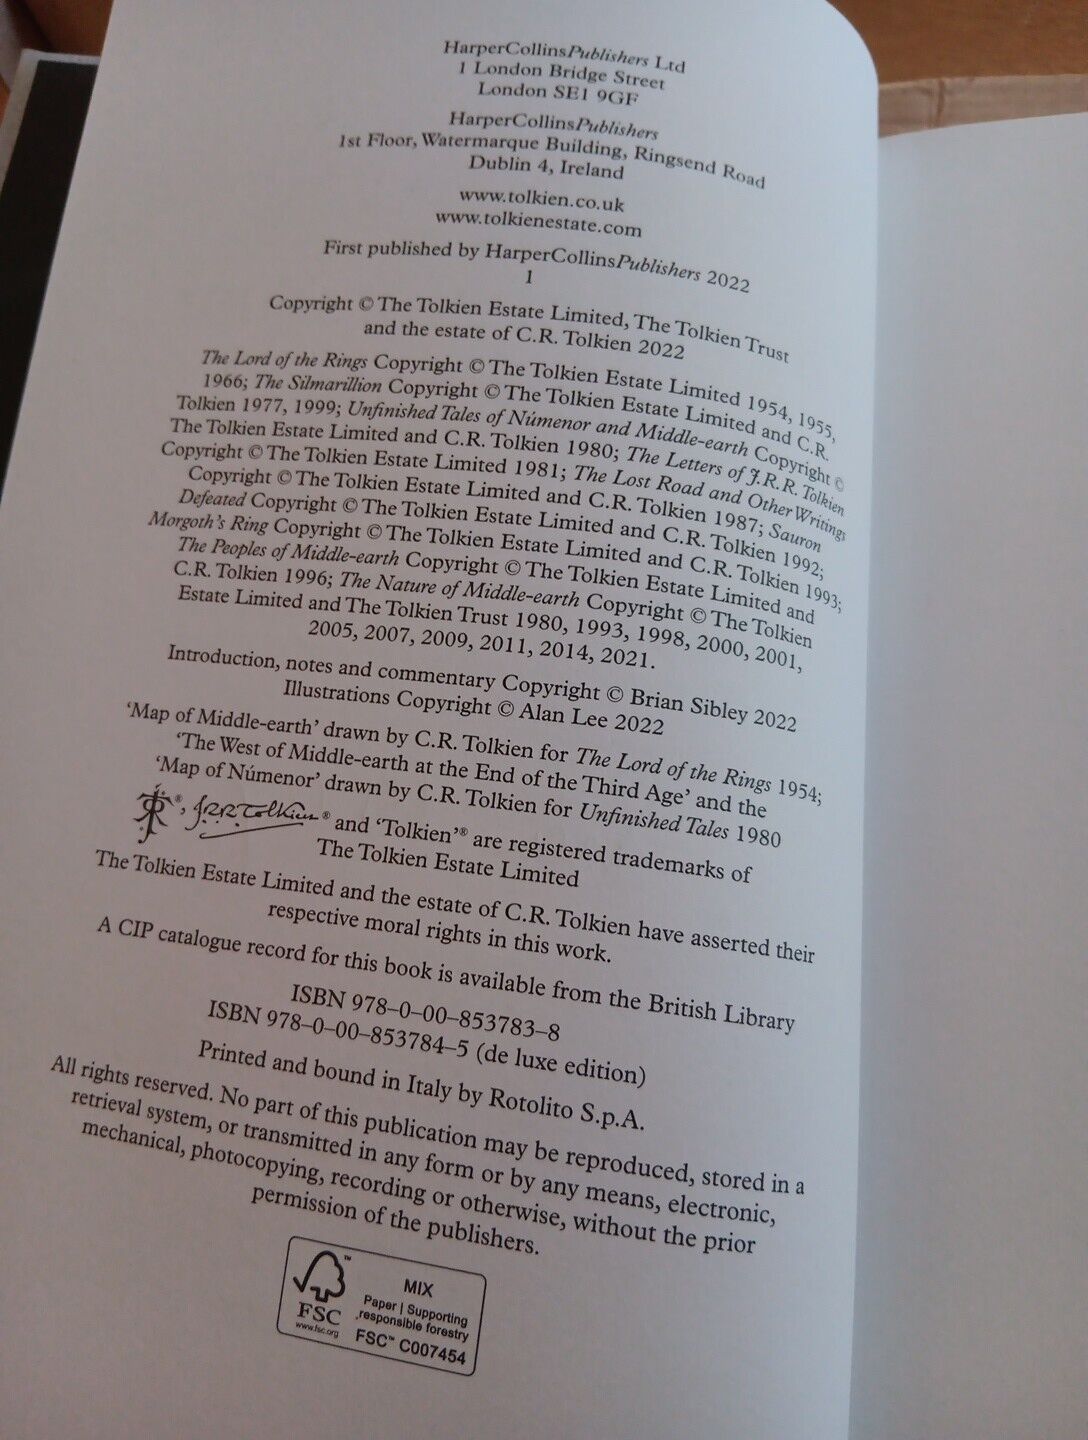 HarperCollinsPublishers Ltd
1 London Bridge Street
London SE1 9GF
HarperCollinsPublishers
1st Floor, Watermarque Building, Ringsend Road
Dublin 4, Ireland
www.tolkien.co.uk
www.tolkienestate.com
First published by HarperCollinsPublishers 2022
1
Copyright © The Tolkien Estate Limited, The Tolkien Trust
and the estate of C.R. Tolkien 2022
The Lord of the Rings Copyright © The Tolkien Estate Limited 1954, 1955,
1966; The Silmarillion Copyright © The Tolkien Estate Limited and C.R.
Tolkien 1977, 1999; Unfinished Tales of Númenor and Middle-earth Copyright ©
The Tolkien Estate Limited and C.R. Tolkien 1980; The Letters of J.R.R. Tolkien
Copyright © The Tolkien Estate Limited 1981; The Lost Road and Other Writings
Copyright © The Tolkien Estate Limited and C.R. Tolkien 1987; Sauron
Defeated Copyright © The Tolkien Estate Limited and C.R. Tolkien 1992;
Morgoth's Ring Copyright © The Tolkien Estate Limited and C.R. Tolkien 1993;
The Peoples of Middle-earth Copyright © The Tolkien Estate Limited and
C.R. Tolkien 1996; The Nature of Middle-earth Copyright © The Tolkien
Estate Limited and The Tolkien Trust 1980, 1993, 1998, 2000, 2001,
2005, 2007, 2009, 2011, 2014, 2021.
Introduction, notes and commentary Copyright © Brian Sibley 2022
Illustrations Copyright © Alan Lee 2022
'Map of Middle-earth' drawn by C.R. Tolkien for The Lord of the Rings 1954;
'The West of Middle-earth at the End of the Third Age' and the
'Map of Númenor' drawn by C.R. Tolkien for Unfinished Tales 1980
®, J.R.R. Tolkien® and 'Tolkien'® are registered trademarks of
The Tolkien Estate Limited
The Tolkien Estate Limited and the estate of C.R. Tolkien have asserted their
respective moral rights in this work.
A CIP catalogue record for this book is available from the British Library
ISBN 978–0–00–853783–8
ISBN 978–0–00–853784–5 (de luxe edition)
Printed and bound in Italy by Rotolito S.p.A.
All rights reserved. No part of this publication may be reproduced, stored in a
retrieval system, or transmitted in any form or by any means, electronic,
mechanical, photocopying, recording or otherwise, without the prior
permission of the publishers.
™
FSC
www.fsc.org
MIX
Paper | Supporting
responsible forestry
FSC™ C007454